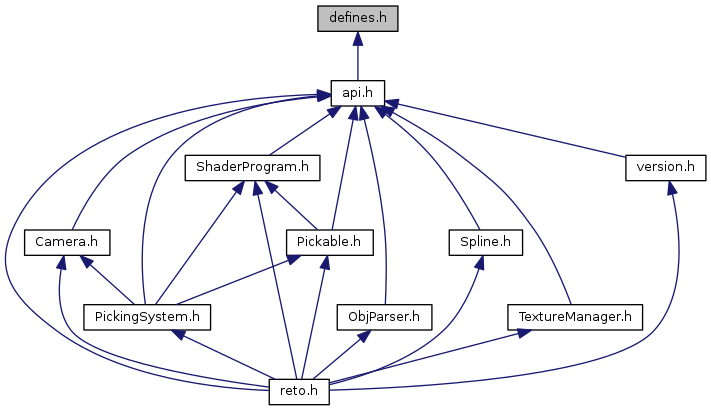 defines.h
api.h
ShaderProgram.h
version.h
Camera.h
Pickable.h
Spline.h
PickingSystem.h
ObjParser.h
TextureManager.h
reto.h